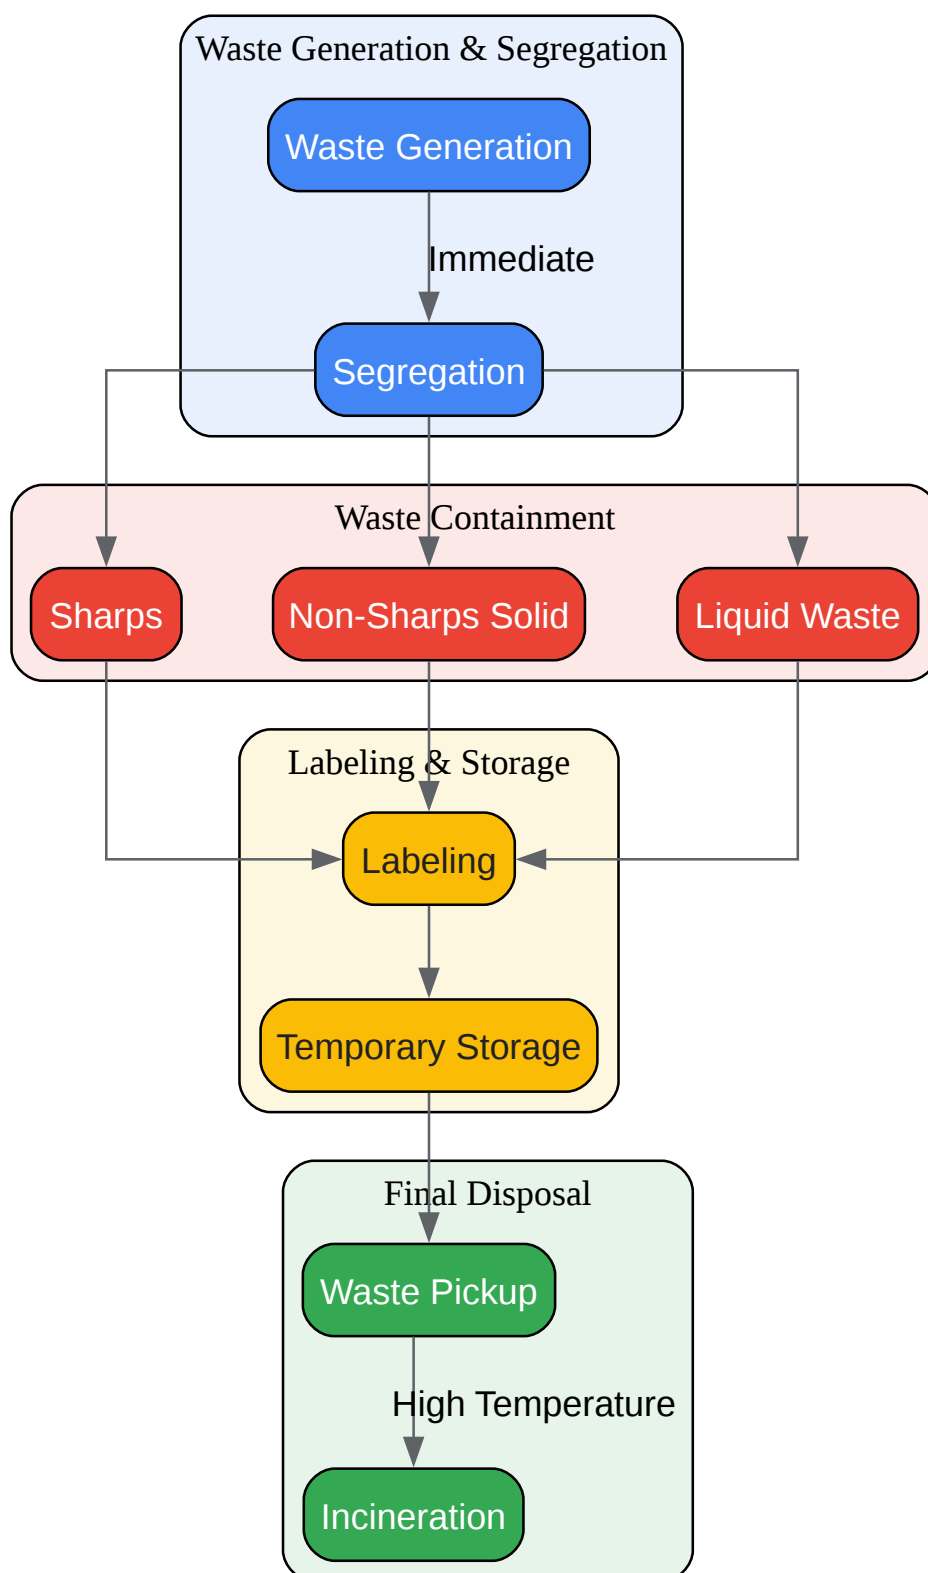 Waste Generation & Segregation
Waste Generation
Immediate
Segregation
Waste Containment
Sharps
Non-Sharps Solid
Liquid Waste
Labeling & Storage
Labeling
Temporary Storage
Final Disposal
Waste Pickup
High Temperature
Incineration